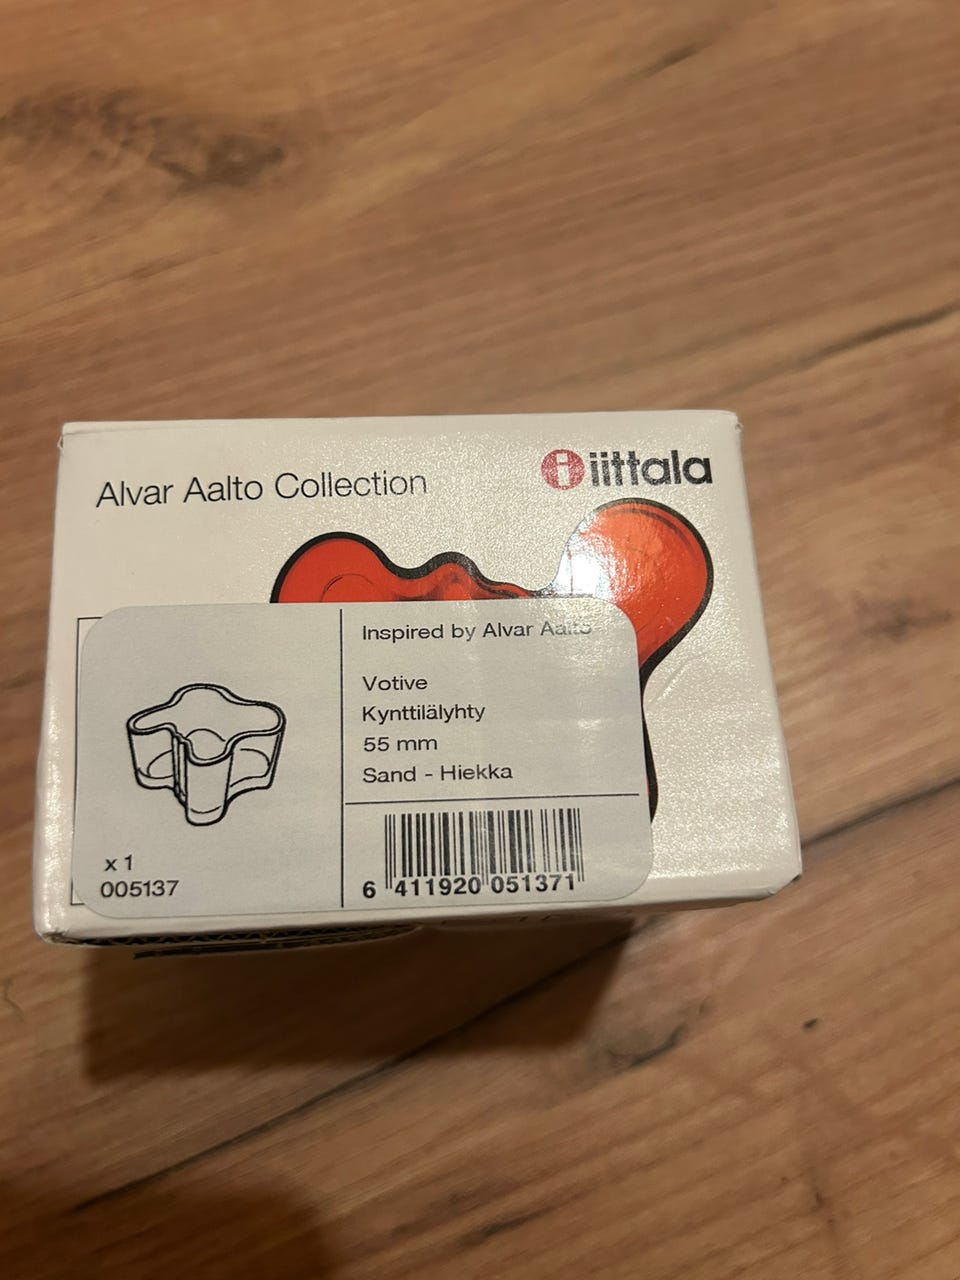 Alvar Aalto Collection
iittala
Inspired by Alvar Aalto
Votive
Kynttilälyhty
55 mm
Sand - Hiekka
x 1
005137
6 411920 051371